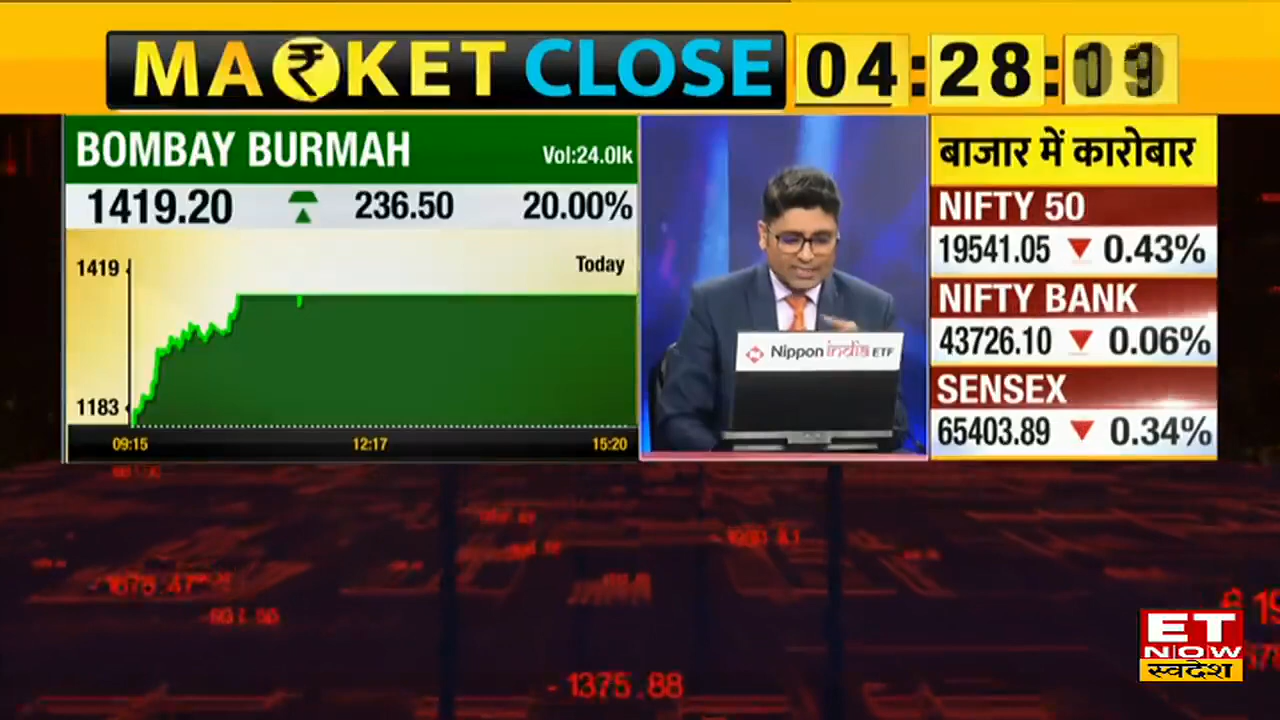 MARKET CLOSE 04:28:
BOMBAY BURMAH Vol:24.0lk
1419.20 236.50 20.00%
1419 Today
1183
09:15 12:17 15:20
Nippon india ETF
बाजार में कारोबार
NIFTY 50
19541.05 0.43%
NIFTY BANK
43726.10 0.06%
SENSEX
65403.89 0.34%
-1375.88
ET
NOW
स्वदेश